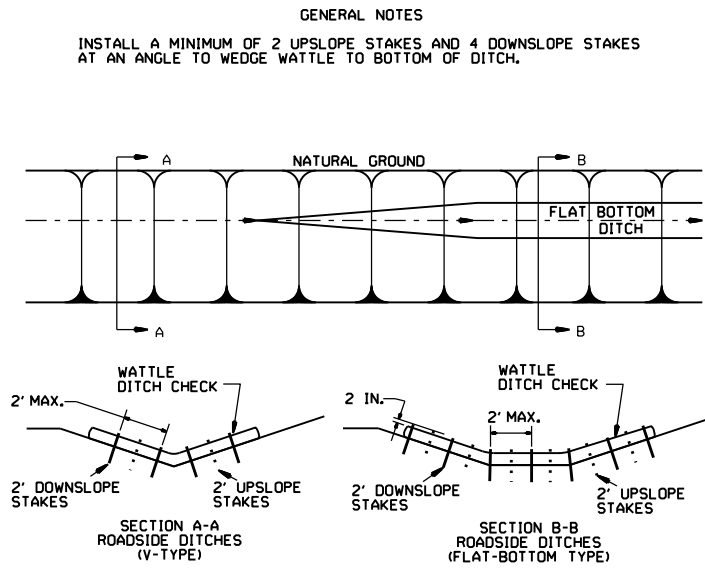 GENERAL NOTES
INSTALL A MINIMUM OF 2 UPSLOPE STAKES AND 4 DOWNSLOPE STAKES
AT AN ANGLE TO WEDGE WATTLE TO BOTTOM OF DITCH.
A
NATURAL GROUND
B
FLAT BOTTOM
DITCH
A
B
WATTLE
DITCH CHECK
2' MAX.
2' DOWNSLOPE
STAKES
2' UPSLOPE
STAKES
SECTION A-A
ROADSIDE DITCHES
(V-TYPE)
WATTLE
DITCH CHECK
2 IN.
2' MAX.
2' DOWNSLOPE
STAKES
2' UPSLOPE
STAKES
SECTION B-B
ROADSIDE DITCHES
(FLAT-BOTTOM TYPE)